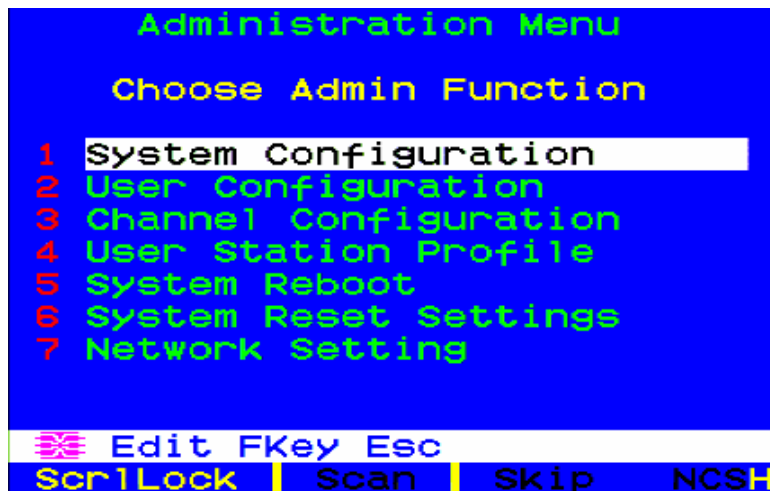 Administration Menu
Choose Admin Function
1 System Configuration
2 User Configuration
3 Channel Configuration
4 User Station Profile
5 System Reboot
6 System Reset Settings
7 Network Setting
Edit FKey Esc
ScrlLock Scan Skip NCSH